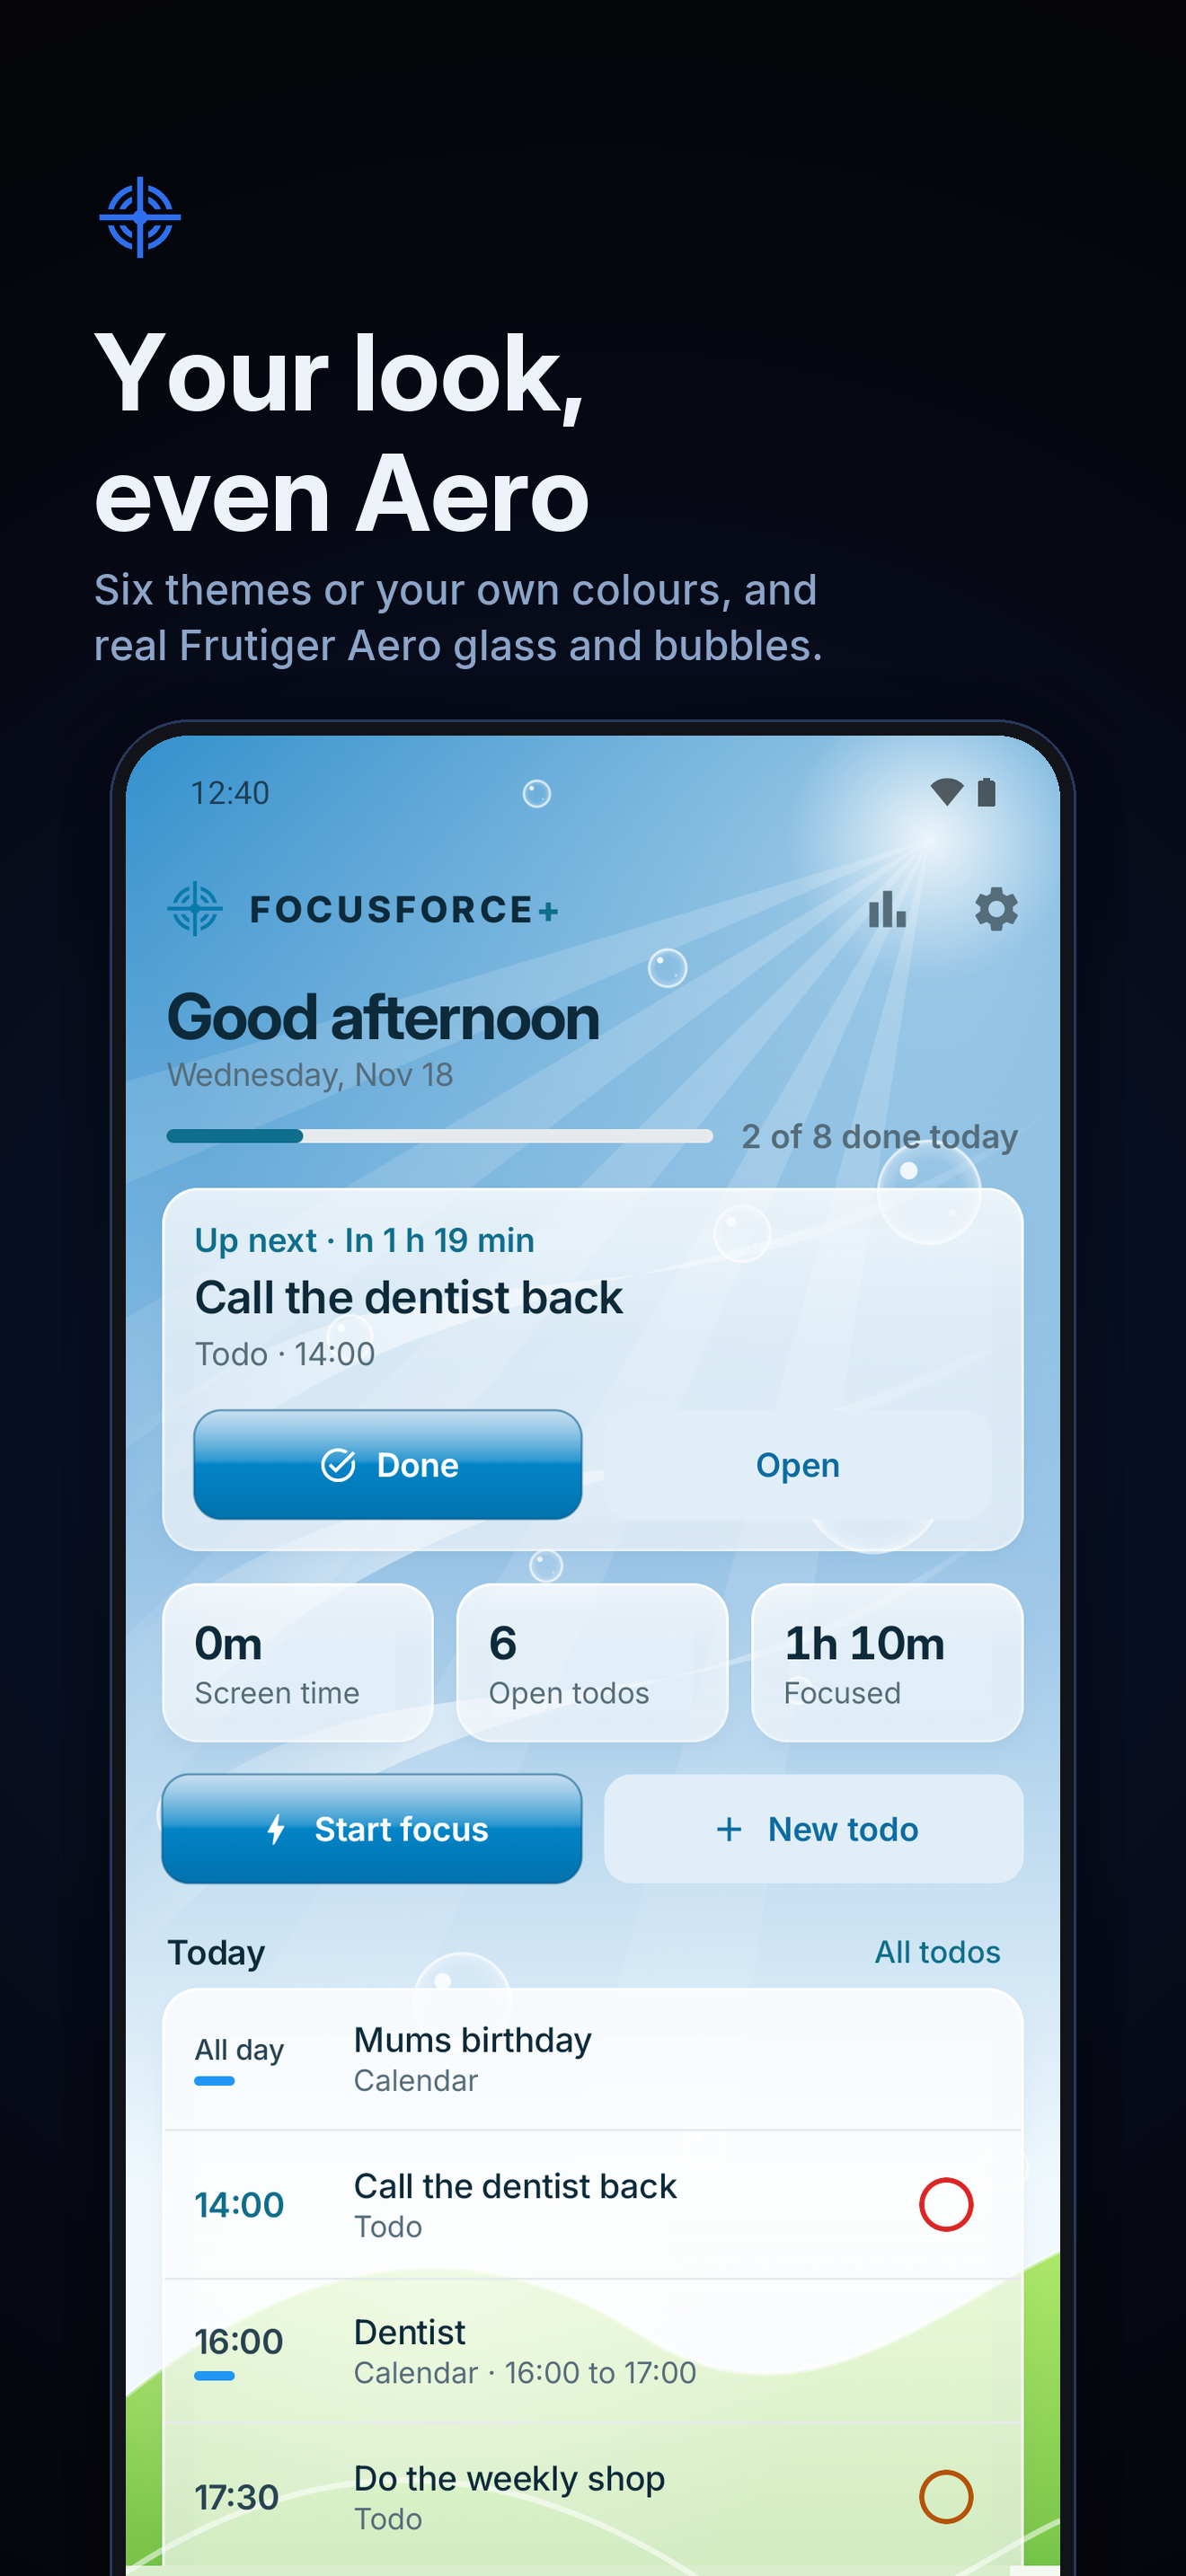 Your look,
even Aero
Six themes or your own colours, and
real Frutiger Aero glass and bubbles.
12:40
FOCUSFORCE+
Good afternoon
Wednesday, Nov 18
2 of 8 done today
Up next · In 1 h 19 min
Call the dentist back
Todo · 14:00
Done
Open
0m
Screen time
6
Open todos
1h 10m
Focused
Start focus
New todo
Today
All todos
All day
Mums birthday
Calendar
14:00
Call the dentist back
Todo
16:00
Dentist
Calendar · 16:00 to 17:00
17:30
Do the weekly shop
Todo